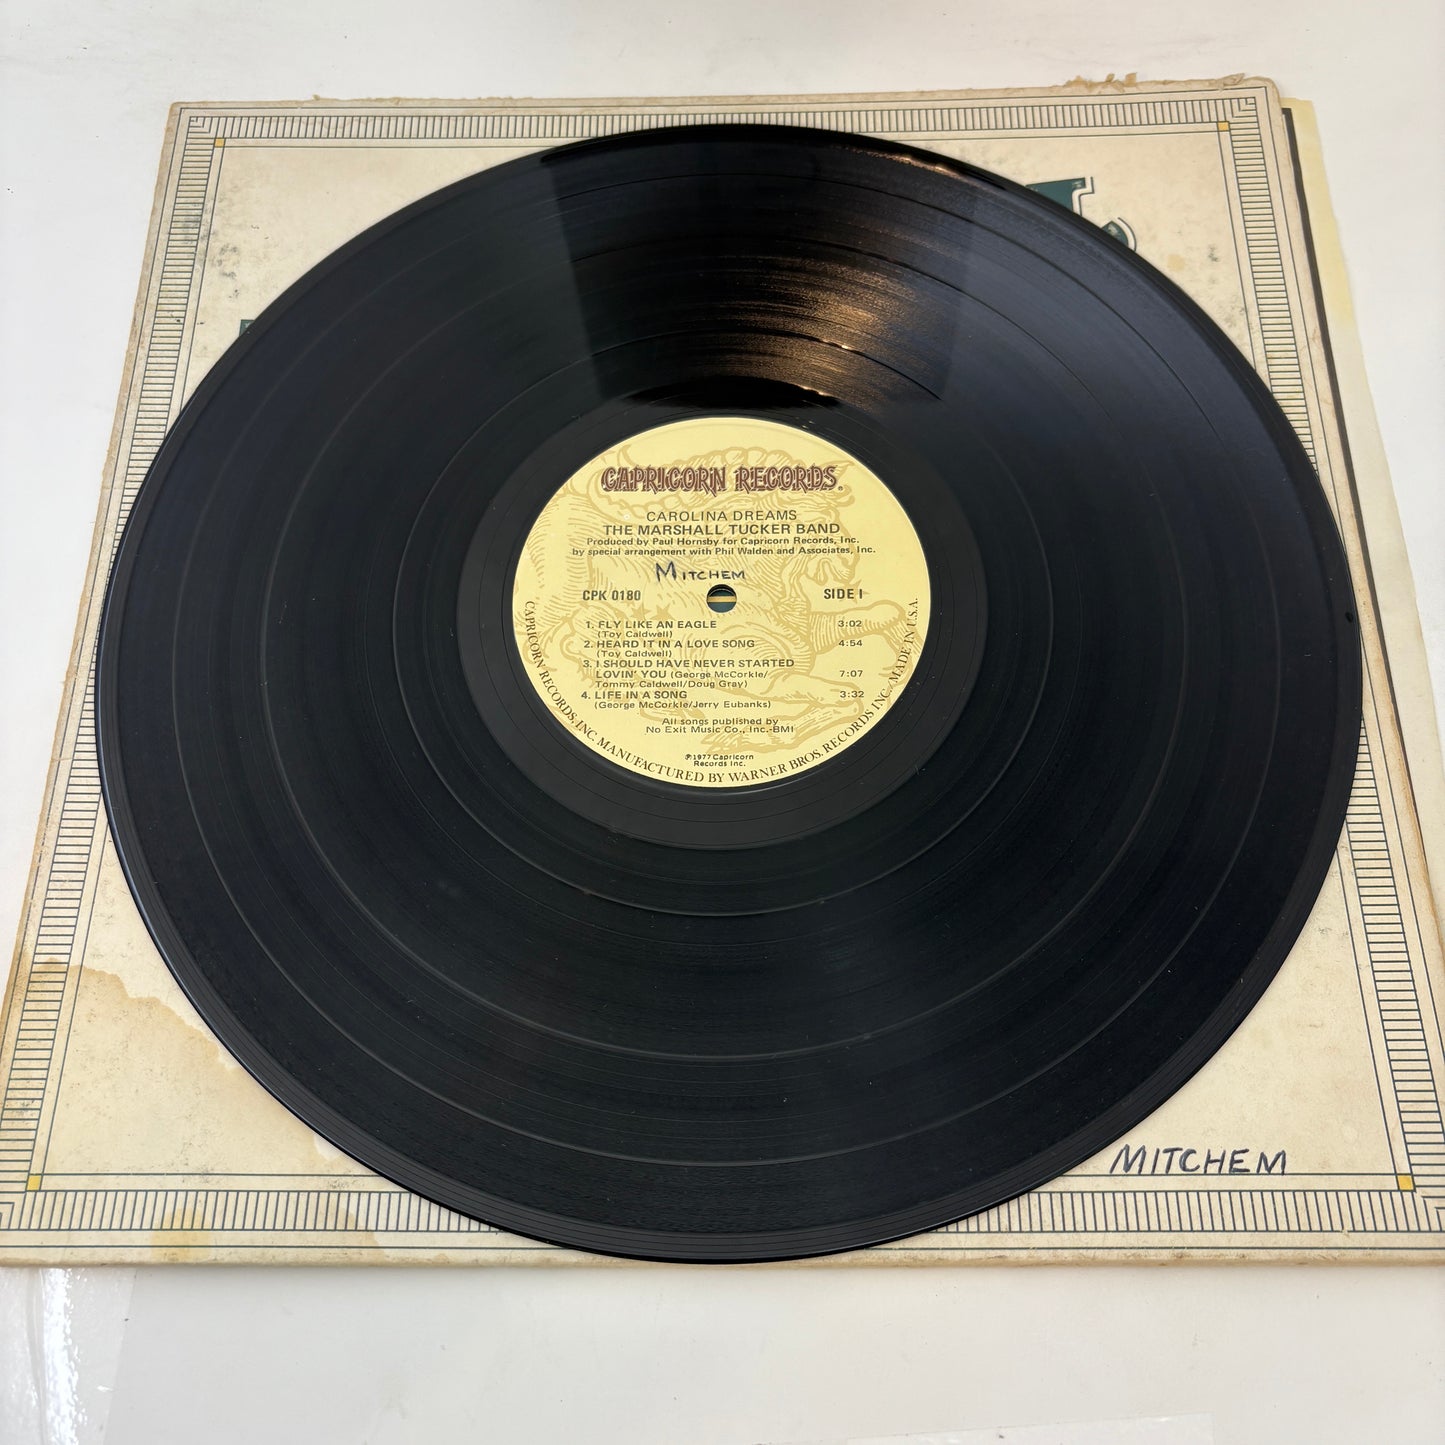 CAPRICORN RECORDS®
CAROLINA DREAMS
THE MARSHALL TUCKER BAND
Produced by Paul Hornsby for Capricorn Records, Inc.
by special arrangement with Phil Walden and Associates, Inc.
MITCHEM
CPK 0180 SIDE I
1. FLY LIKE AN EAGLE 3:02
(Toy Caldwell)
2. HEARD IT IN A LOVE SONG 4:54
(Toy Caldwell)
3. I SHOULD HAVE NEVER STARTED
LOVIN' YOU (George McCorkle/ 7:07
Tommy Caldwell/Doug Gray)
4. LIFE IN A SONG 3:32
(George McCorkle/Jerry Eubanks)
All songs published by
No Exit Music Co., Inc.-BMI
℗1977 Capricorn
Records Inc.
CAPRICORN RECORDS, INC. MANUFACTURED BY WARNER BROS. RECORDS INC., MADE IN U.S.A.
MITCHEM